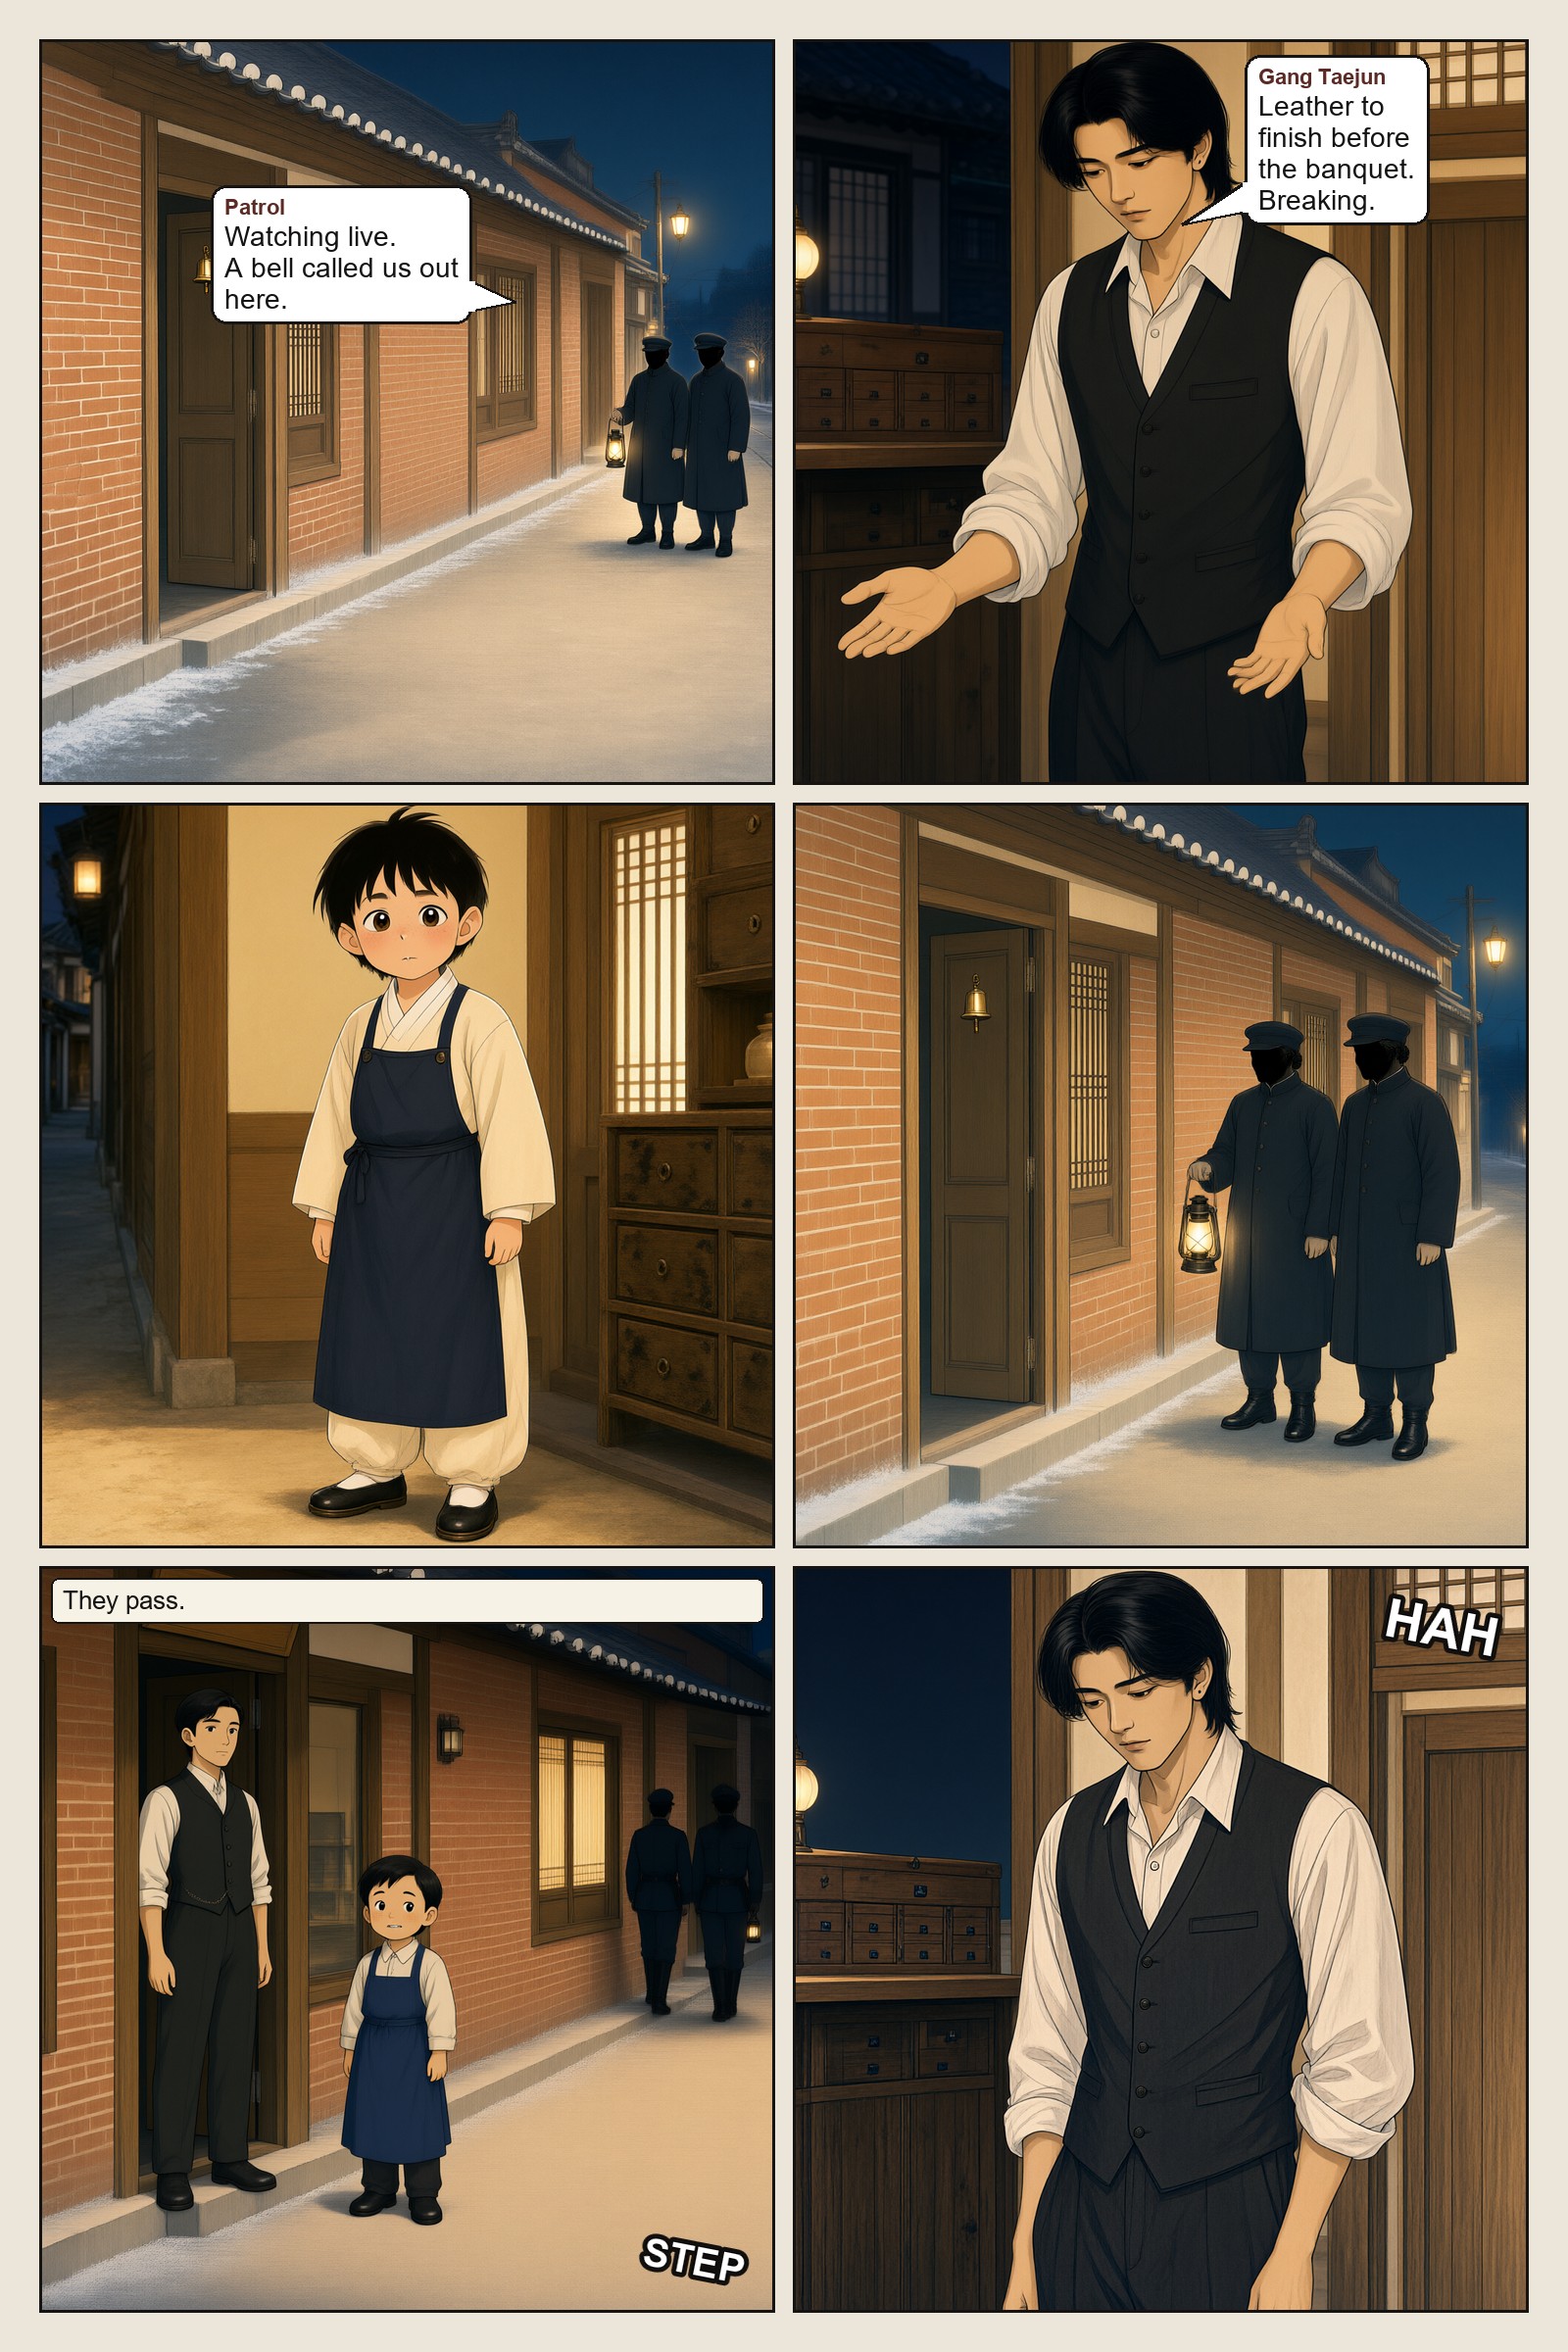 Patrol
Watching live.
A bell called us out
here.
Gang Taejun
Leather to
finish before
the banquet.
Breaking.
They pass.
STEP
HAH